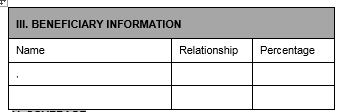 III. BENEFICIARY INFORMATION
Name Relationship Percentage
.